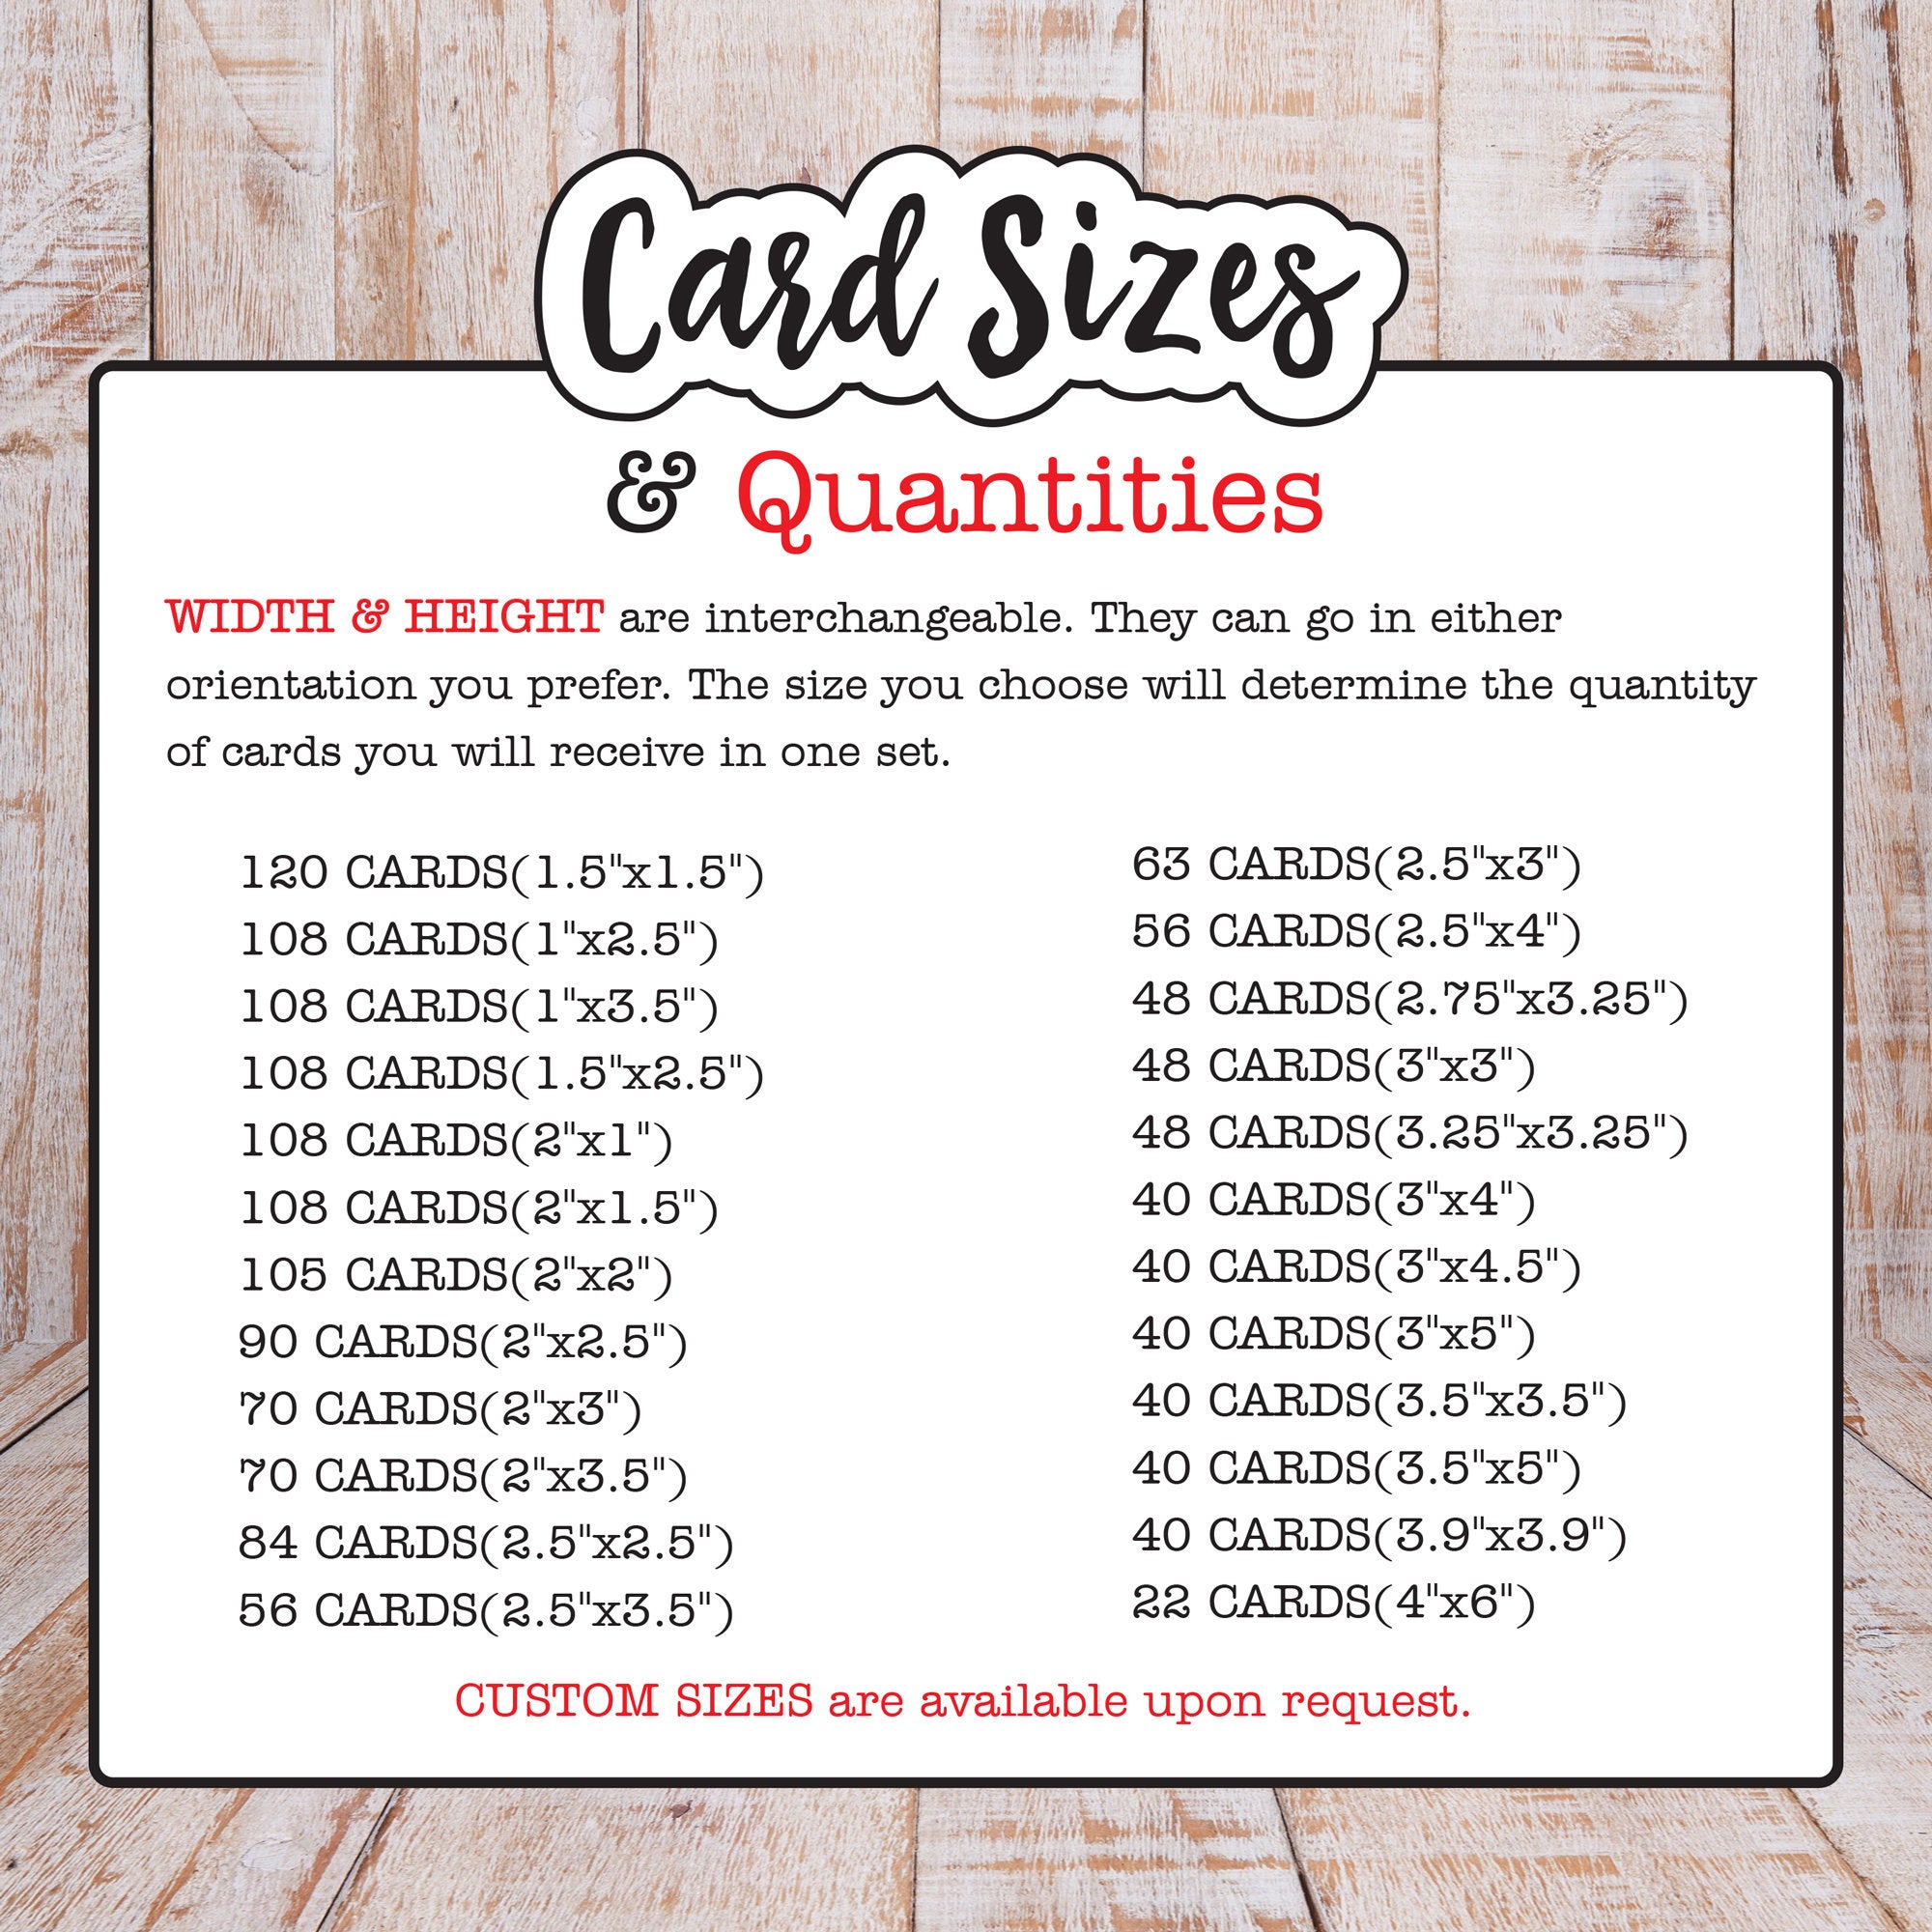 Card Sizes
& Quantities
WIDTH & HEIGHT are interchangeable. They can go in either
orientation you prefer. The size you choose will determine the quantity
of cards you will receive in one set.
120 CARDS(1.5"x1.5")
108 CARDS(1"x2.5")
108 CARDS(1"x3.5")
108 CARDS(1.5"x2.5")
108 CARDS(2"x1")
108 CARDS(2"x1.5")
105 CARDS(2"x2")
90 CARDS(2"x2.5")
70 CARDS(2"x3")
70 CARDS(2"x3.5")
84 CARDS(2.5"x2.5")
56 CARDS(2.5"x3.5")
63 CARDS(2.5"x3")
56 CARDS(2.5"x4")
48 CARDS(2.75"x3.25")
48 CARDS(3"x3")
48 CARDS(3.25"x3.25")
40 CARDS(3"x4")
40 CARDS(3"x4.5")
40 CARDS(3"x5")
40 CARDS(3.5"x3.5")
40 CARDS(3.5"x5")
40 CARDS(3.9"x3.9")
22 CARDS(4"x6")
CUSTOM SIZES are available upon request.